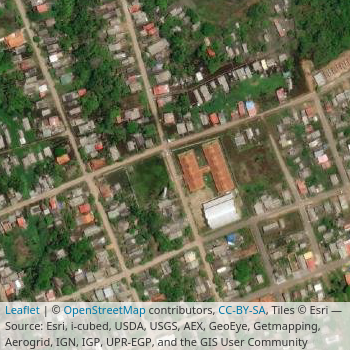 Leaflet | © OpenStreetMap contributors, CC-BY-SA, Tiles © Esri —
Source: Esri, i-cubed, USDA, USGS, AEX, GeoEye, Getmapping,
Aerogrid, IGN, IGP, UPR-EGP, and the GIS User Community